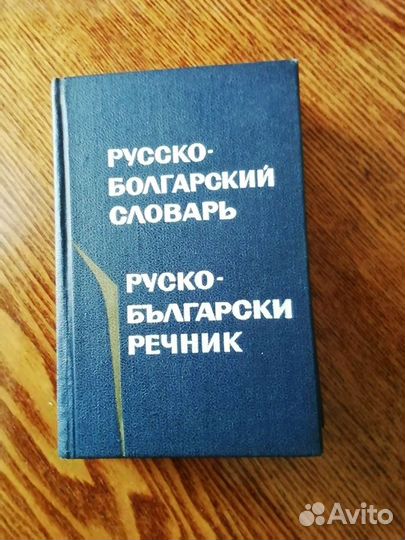 РУССКО-
БОЛГАРСКИЙ
СЛОВАРЬ
РУСКО-
БЪЛГАРСКИ
РЕЧНИК
Avito